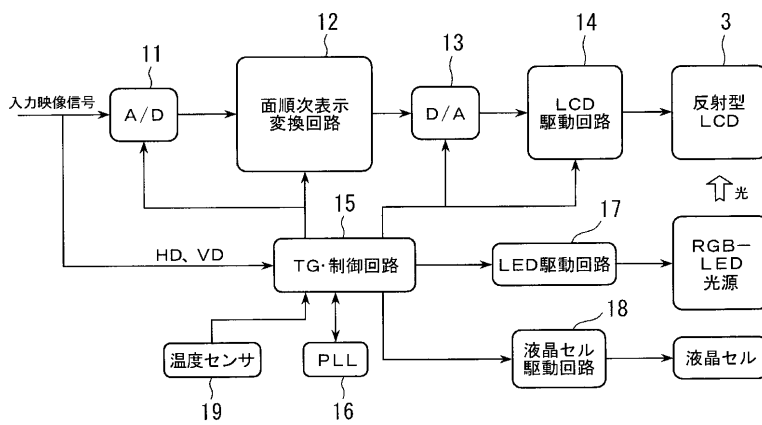 12
14
3
11
13
入力映像信号
A/D
面順次表示
変換回路
D/A
LCD
駆動回路
反射型
LCD
光
15
17
HD、VD
TG・制御回路
LED駆動回路
RGB−
LED
光源
18
温度センサ
PLL
液晶セル
駆動回路
液晶セル
19
16